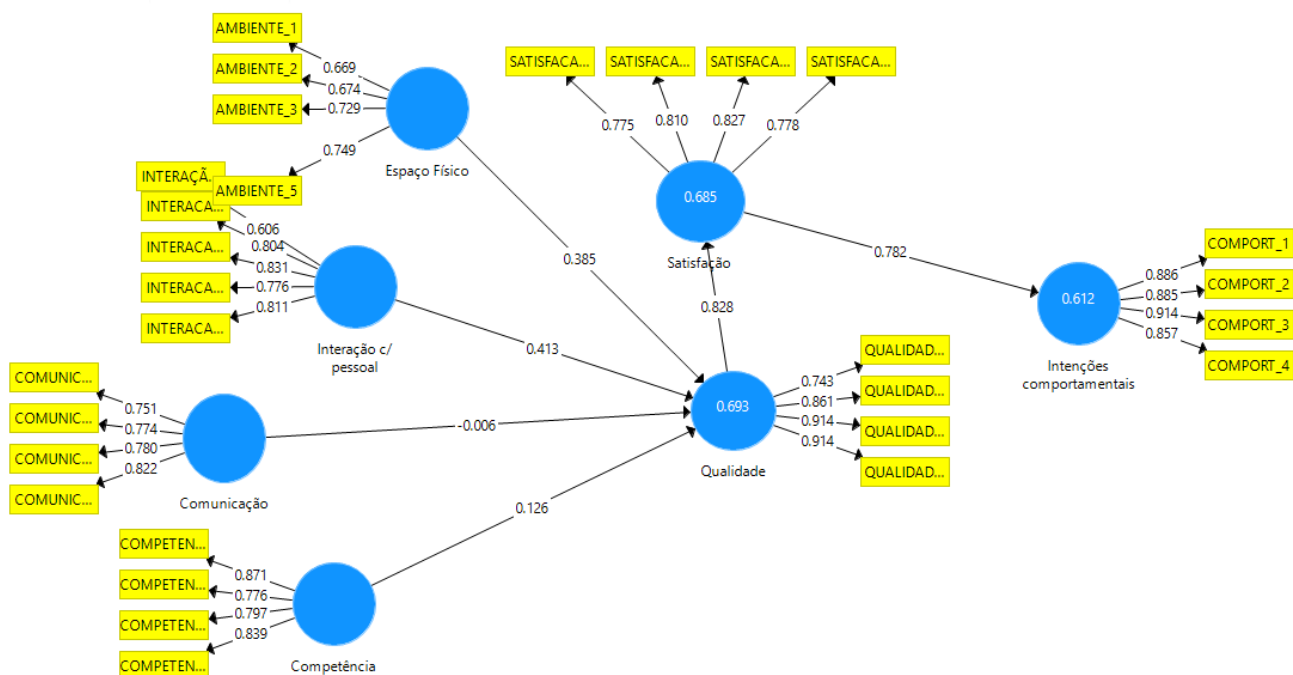 AMBIENTE_1
AMBIENTE_2
AMBIENTE_3
AMBIENTE_5
0.669
0.674
0.729
0.749
Espaço Físico
INTERAÇÃ...
INTERACA...
INTERACA...
INTERACA...
INTERACA...
0.606
0.804
0.831
0.776
0.811
Interação c/
pessoal
COMUNIC...
COMUNIC...
COMUNIC...
COMUNIC...
0.751
0.774
0.780
0.822
Comunicação
COMPETEN...
COMPETEN...
COMPETEN...
COMPETEN...
0.871
0.776
0.797
0.839
Competência
0.385
0.413
-0.006
0.126
SATISFACA...
SATISFACA...
SATISFACA...
SATISFACA...
0.775
0.810
0.827
0.778
0.685
Satisfação
0.828
0.693
Qualidade
0.743
0.861
0.914
0.914
QUALIDAD...
QUALIDAD...
QUALIDAD...
QUALIDAD...
0.782
0.612
Intenções
comportamentais
0.886
0.885
0.914
0.857
COMPORT_1
COMPORT_2
COMPORT_3
COMPORT_4